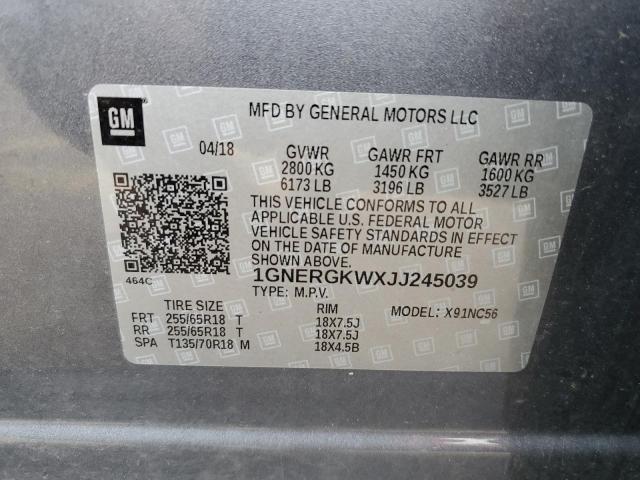 GM
MFD BY GENERAL MOTORS LLC
04/18 GVWR GAWR FRT GAWR RR
2800 KG 1450 KG 1600 KG
6173 LB 3196 LB 3527 LB
THIS VEHICLE CONFORMS TO ALL
APPLICABLE U.S. FEDERAL MOTOR
VEHICLE SAFETY STANDARDS IN EFFECT
ON THE DATE OF MANUFACTURE
SHOWN ABOVE.
464C
1GNERGKWXJJ245039
TYPE: M.P.V.
TIRE SIZE RIM MODEL: X91NC56
FRT 255/65R18 T 18X7.5J
RR 255/65R18 T 18X7.5J
SPA T135/70R18 M 18X4.5B